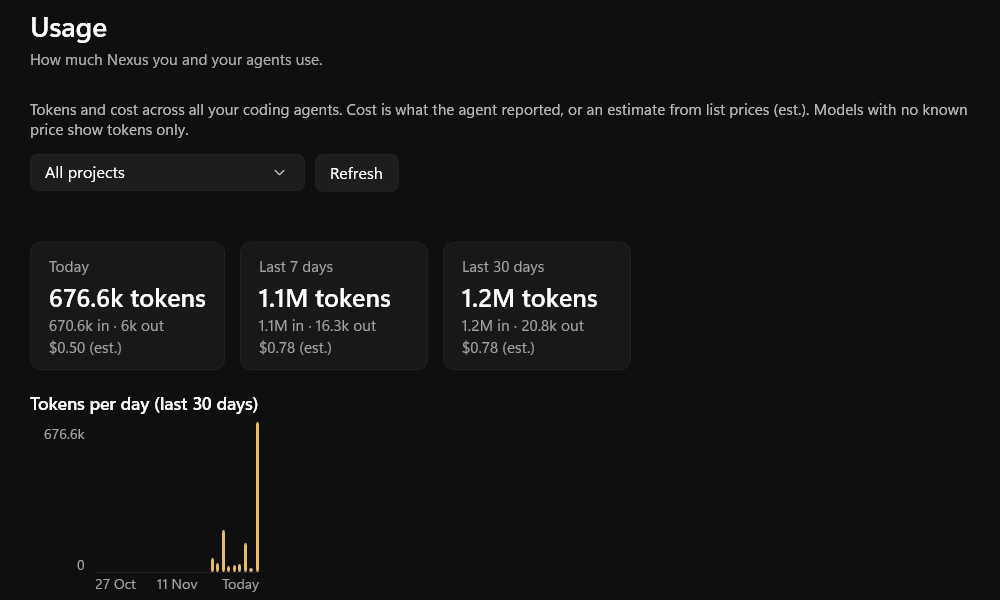 Usage
How much Nexus you and your agents use.
Tokens and cost across all your coding agents. Cost is what the agent reported, or an estimate from list prices (est.). Models with no known
price show tokens only.
All projects
Refresh
Today
676.6k tokens
670.6k in · 6k out
$0.50 (est.)
Last 7 days
1.1M tokens
1.1M in · 16.3k out
$0.78 (est.)
Last 30 days
1.2M tokens
1.2M in · 20.8k out
$0.78 (est.)
Tokens per day (last 30 days)
676.6k
0
27 Oct 11 Nov Today